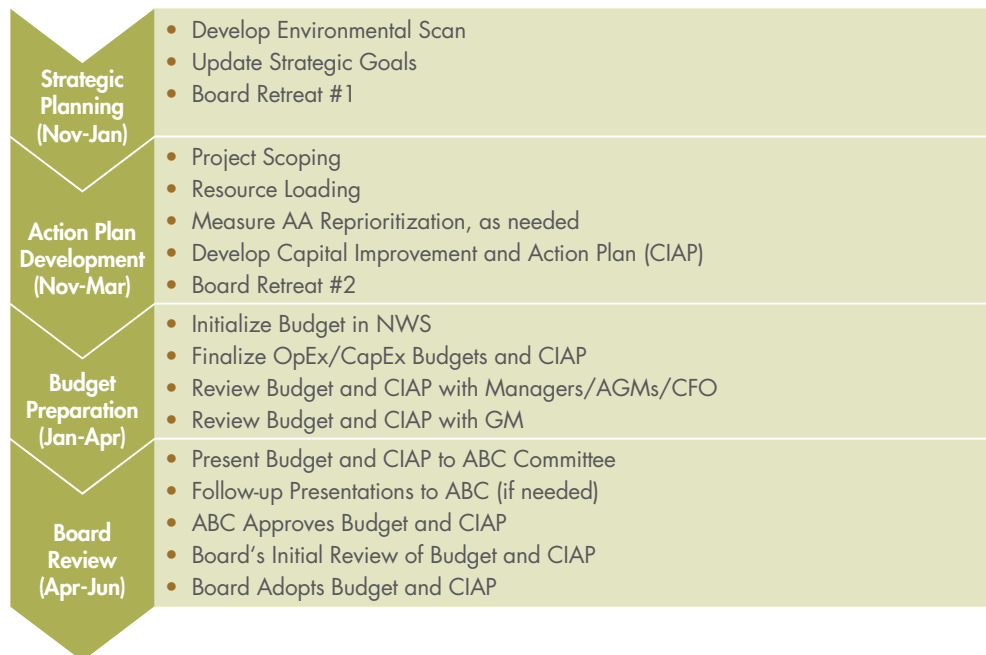 Strategic
Planning
(Nov-Jan)
• Develop Environmental Scan
• Update Strategic Goals
• Board Retreat #1
Action Plan
Development
(Nov-Mar)
• Project Scoping
• Resource Loading
• Measure AA Reprioritization, as needed
• Develop Capital Improvement and Action Plan (CIAP)
• Board Retreat #2
Budget
Preparation
(Jan-Apr)
• Initialize Budget in NWS
• Finalize OpEx/CapEx Budgets and CIAP
• Review Budget and CIAP with Managers/AGMs/CFO
• Review Budget and CIAP with GM
Board
Review
(Apr-Jun)
• Present Budget and CIAP to ABC Committee
• Follow-up Presentations to ABC (if needed)
• ABC Approves Budget and CIAP
• Board's Initial Review of Budget and CIAP
• Board Adopts Budget and CIAP